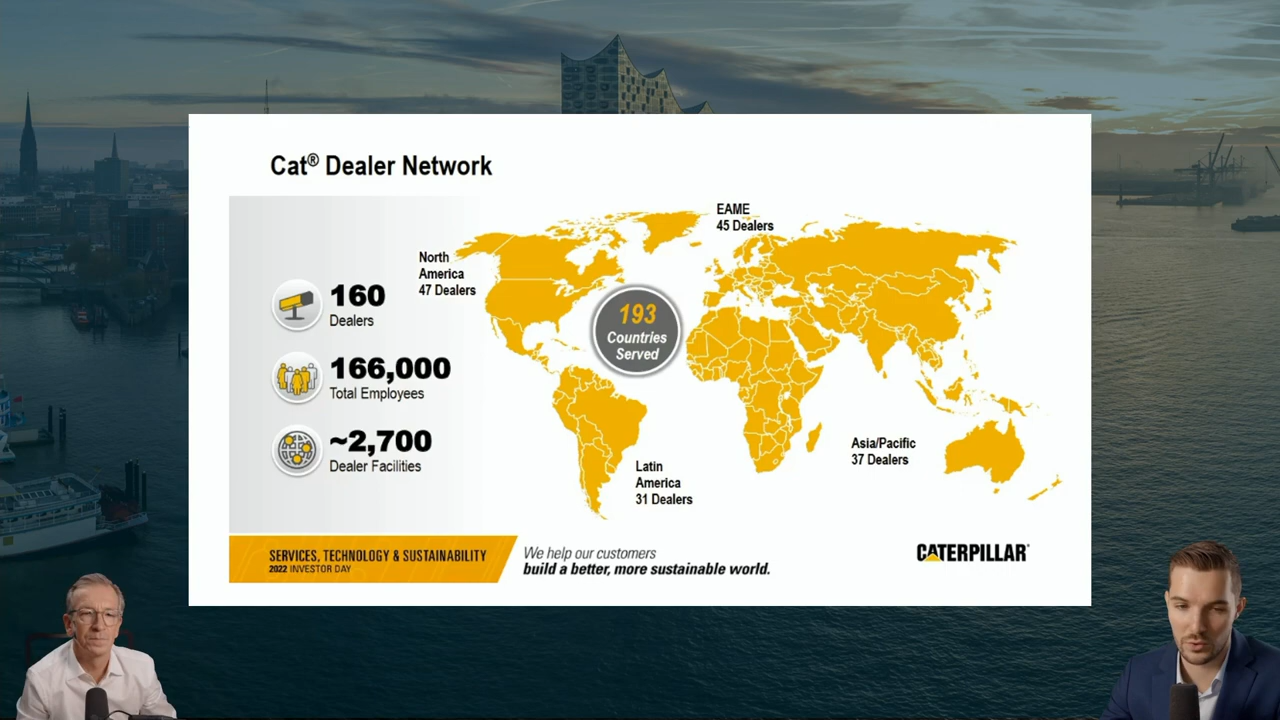 Cat® Dealer Network
EAME
45 Dealers
North
America
47 Dealers
160
Dealers
193
Countries
Served
166,000
Total Employees
~2,700
Dealer Facilities
Asia/Pacific
37 Dealers
Latin
America
31 Dealers
SERVICES, TECHNOLOGY & SUSTAINABILITY
2022 INVESTOR DAY
We help our customers
build a better, more sustainable world.
CATERPILLAR®